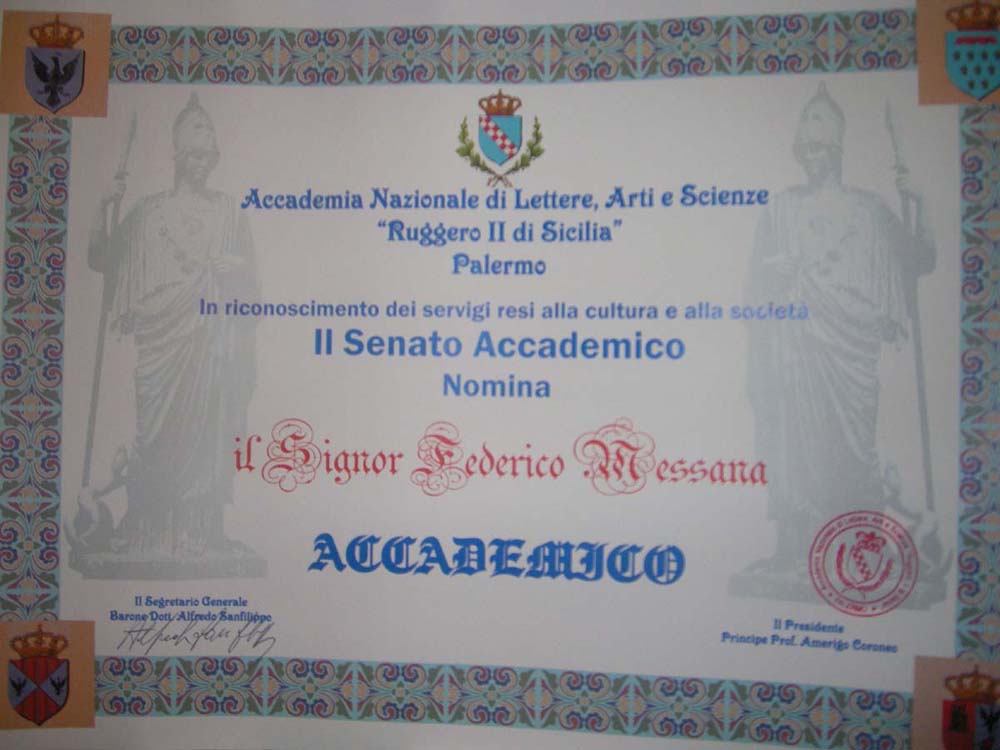 Accademia Nazionale di Lettere, Arti e Scienze
"Ruggero II di Sicilia"
Palermo
In riconoscimento dei servigi resi alla cultura e alla società
Il Senato Accademico
Nomina
il Signor Federico Messana
ACCADEMICO
Il Segretario Generale
Barone Dott. Alfredo Sanfilippo
Il Presidente
Principe Prof. Amerigo Coroneo